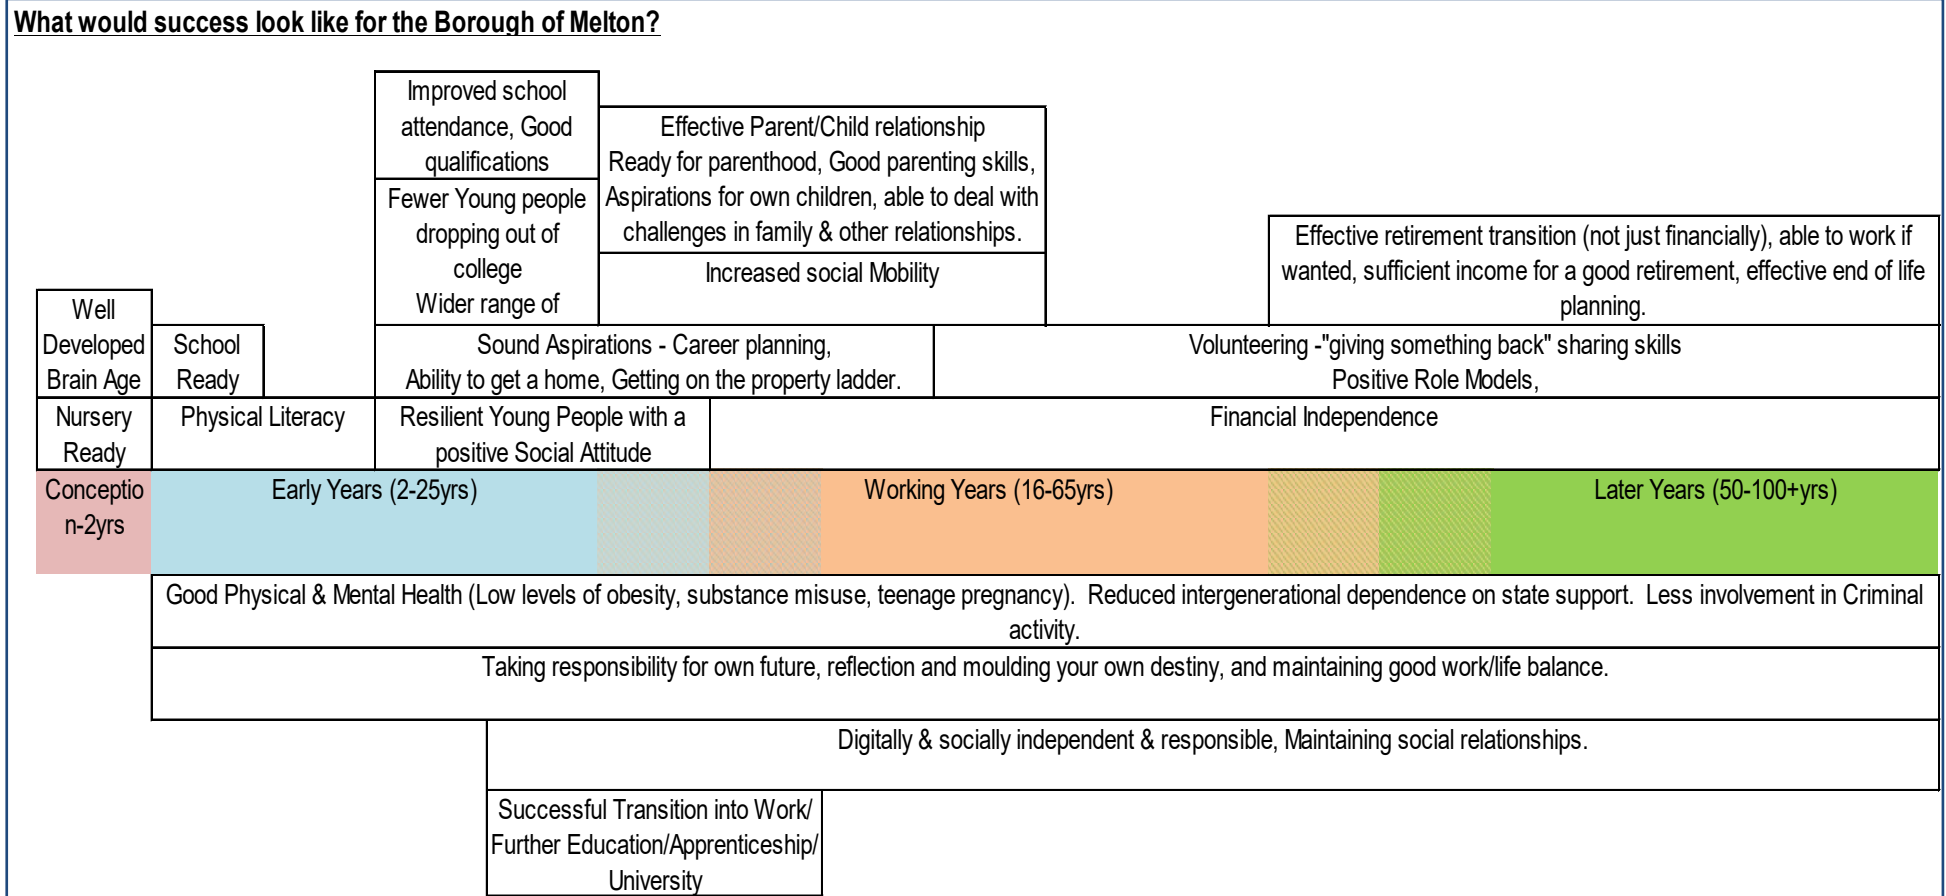 What would success look like for the Borough of Melton?
Improved school
attendance, Good
qualifications
Fewer Young people
dropping out of
college
Wider range of
Effective Parent/Child relationship
Ready for parenthood, Good parenting skills,
Aspirations for own children, able to deal with
challenges in family & other relationships.
Increased social Mobility
Effective retirement transition (not just financially), able to work if
wanted, sufficient income for a good retirement, effective end of life
planning.
Well
Developed
Brain Age
School
Ready
Sound Aspirations - Career planning,
Ability to get a home, Getting on the property ladder.
Volunteering -"giving something back" sharing skills
Positive Role Models,
Nursery
Ready
Physical Literacy
Resilient Young People with a
positive Social Attitude
Financial Independence
Conceptio
n-2yrs
Early Years (2-25yrs)
Working Years (16-65yrs)
Later Years (50-100+yrs)
Good Physical & Mental Health (Low levels of obesity, substance misuse, teenage pregnancy).  Reduced intergenerational dependence on state support.  Less involvement in Criminal
activity.
Taking responsibility for own future, reflection and moulding your own destiny, and maintaining good work/life balance.
Digitally & socially independent & responsible, Maintaining social relationships.
Successful Transition into Work/
Further Education/Apprenticeship/
University